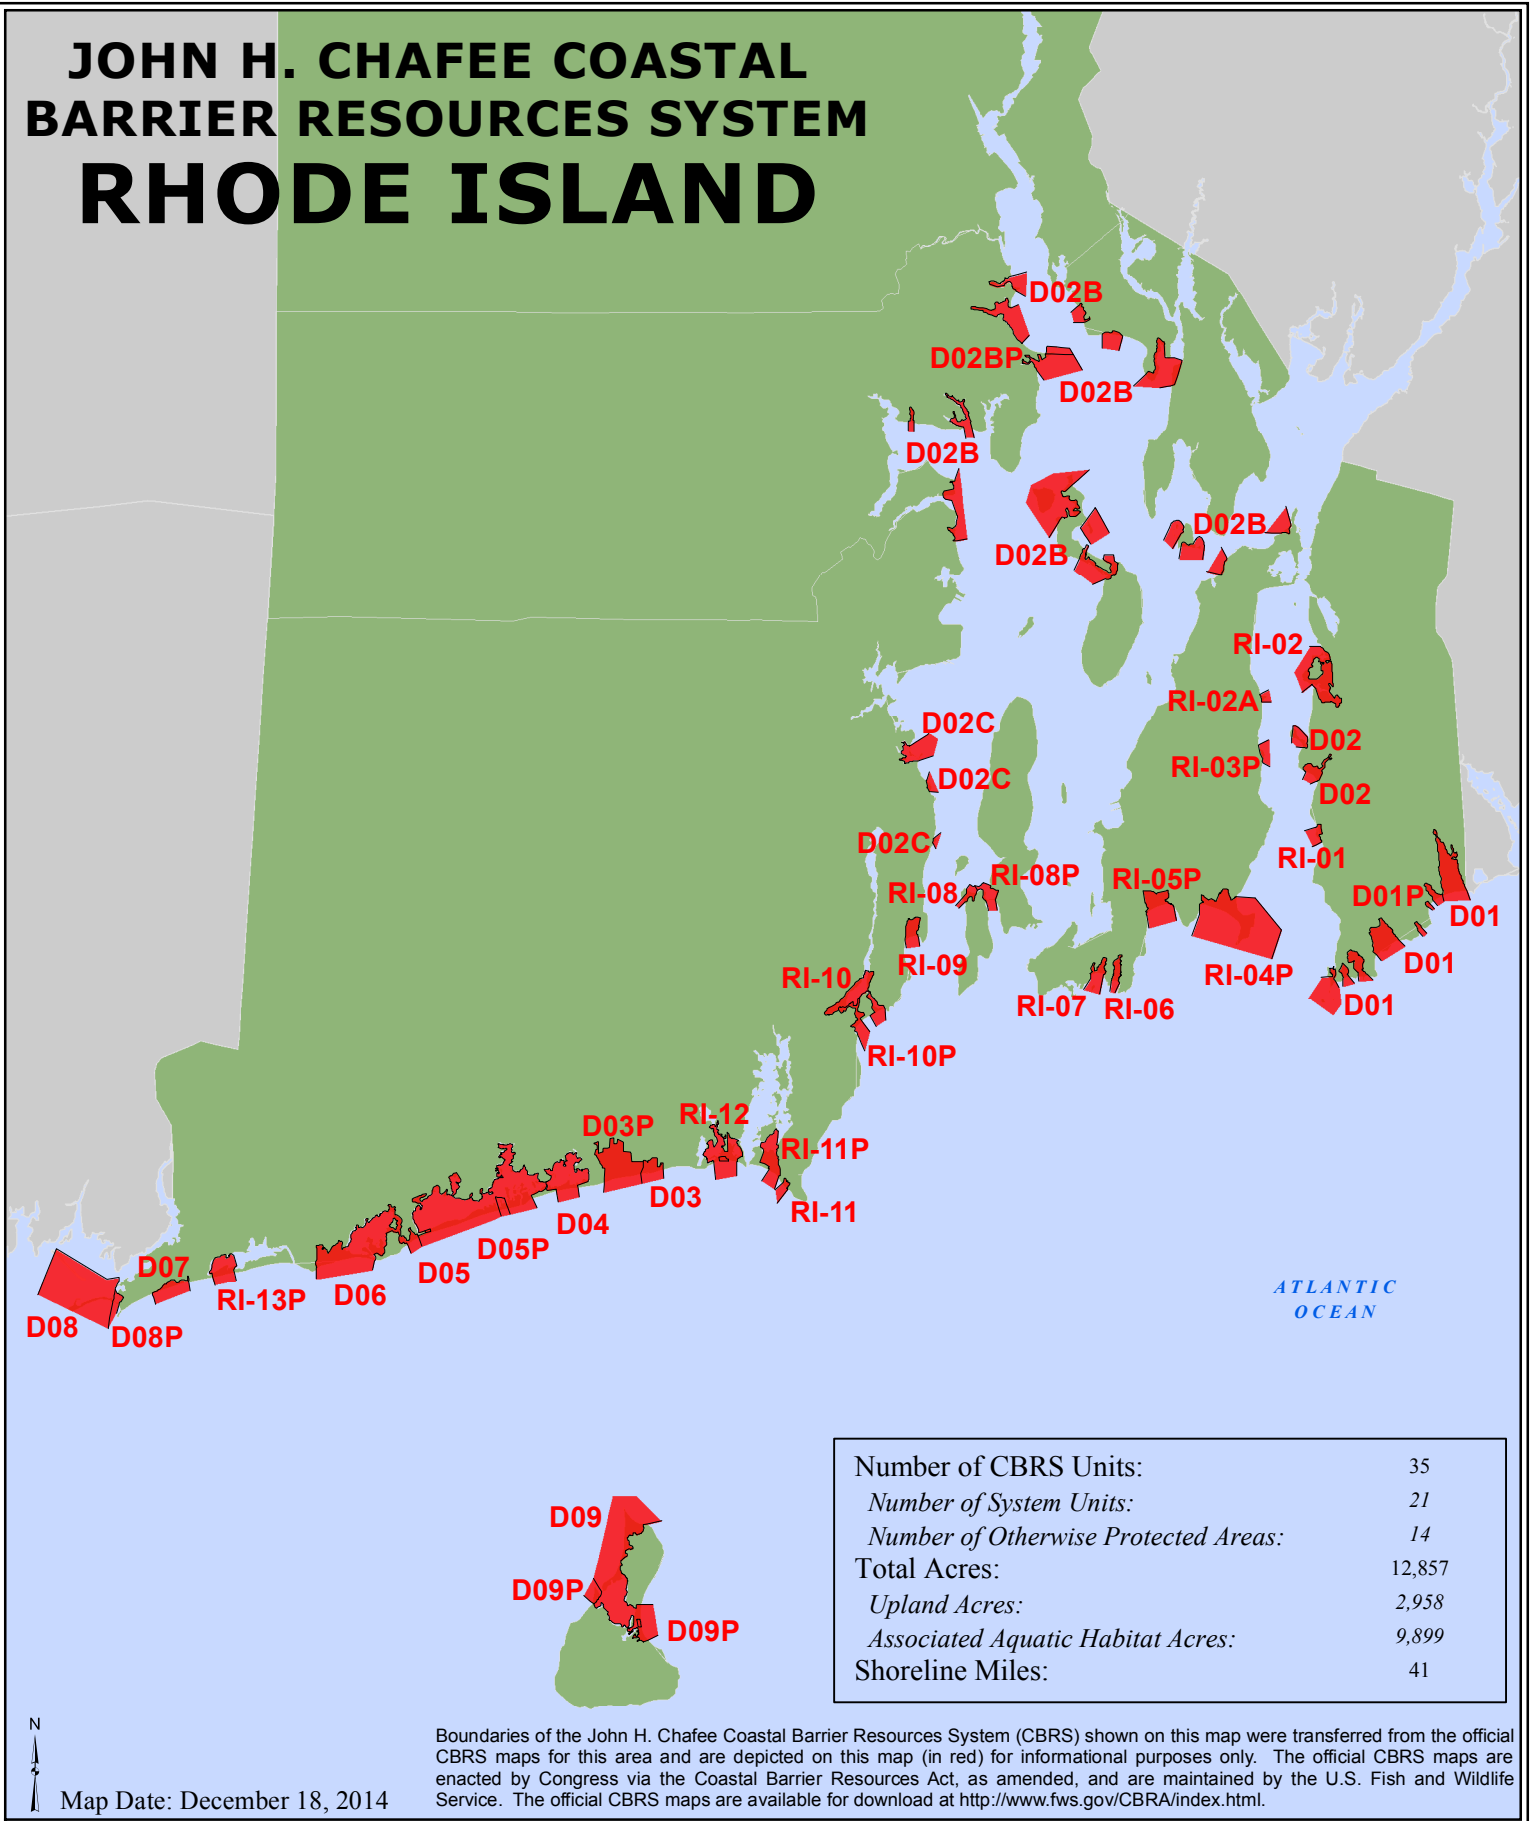 JOHN H. CHAFEE COASTAL
BARRIER RESOURCES SYSTEM
RHODE ISLAND
D02B
D02BP
D02B
D02B
D02B
D02B
RI-02
RI-02A
D02C
D02
RI-03P
D02C
D02
D02C
RI-01
RI-08P
RI-08
RI-05P
D01P
D01
RI-09
D01
RI-04P
RI-10
RI-07
RI-06
D01
RI-10P
RI-12
D03P
RI-11P
D03
RI-11
D04
D05P
D07
D05
D06
RI-13P
D08
D08P
ATLANTIC
OCEAN
D09
D09P
D09P
Number of CBRS Units: 35
Number of System Units: 21
Number of Otherwise Protected Areas: 14
Total Acres: 12,857
Upland Acres: 2,958
Associated Aquatic Habitat Acres: 9,899
Shoreline Miles: 41
N
Map Date: December 18, 2014
Boundaries of the John H. Chafee Coastal Barrier Resources System (CBRS) shown on this map were transferred from the official
CBRS maps for this area and are depicted on this map (in red) for informational purposes only. The official CBRS maps are
enacted by Congress via the Coastal Barrier Resources Act, as amended, and are maintained by the U.S. Fish and Wildlife
Service. The official CBRS maps are available for download at http://www.fws.gov/CBRA/index.html.